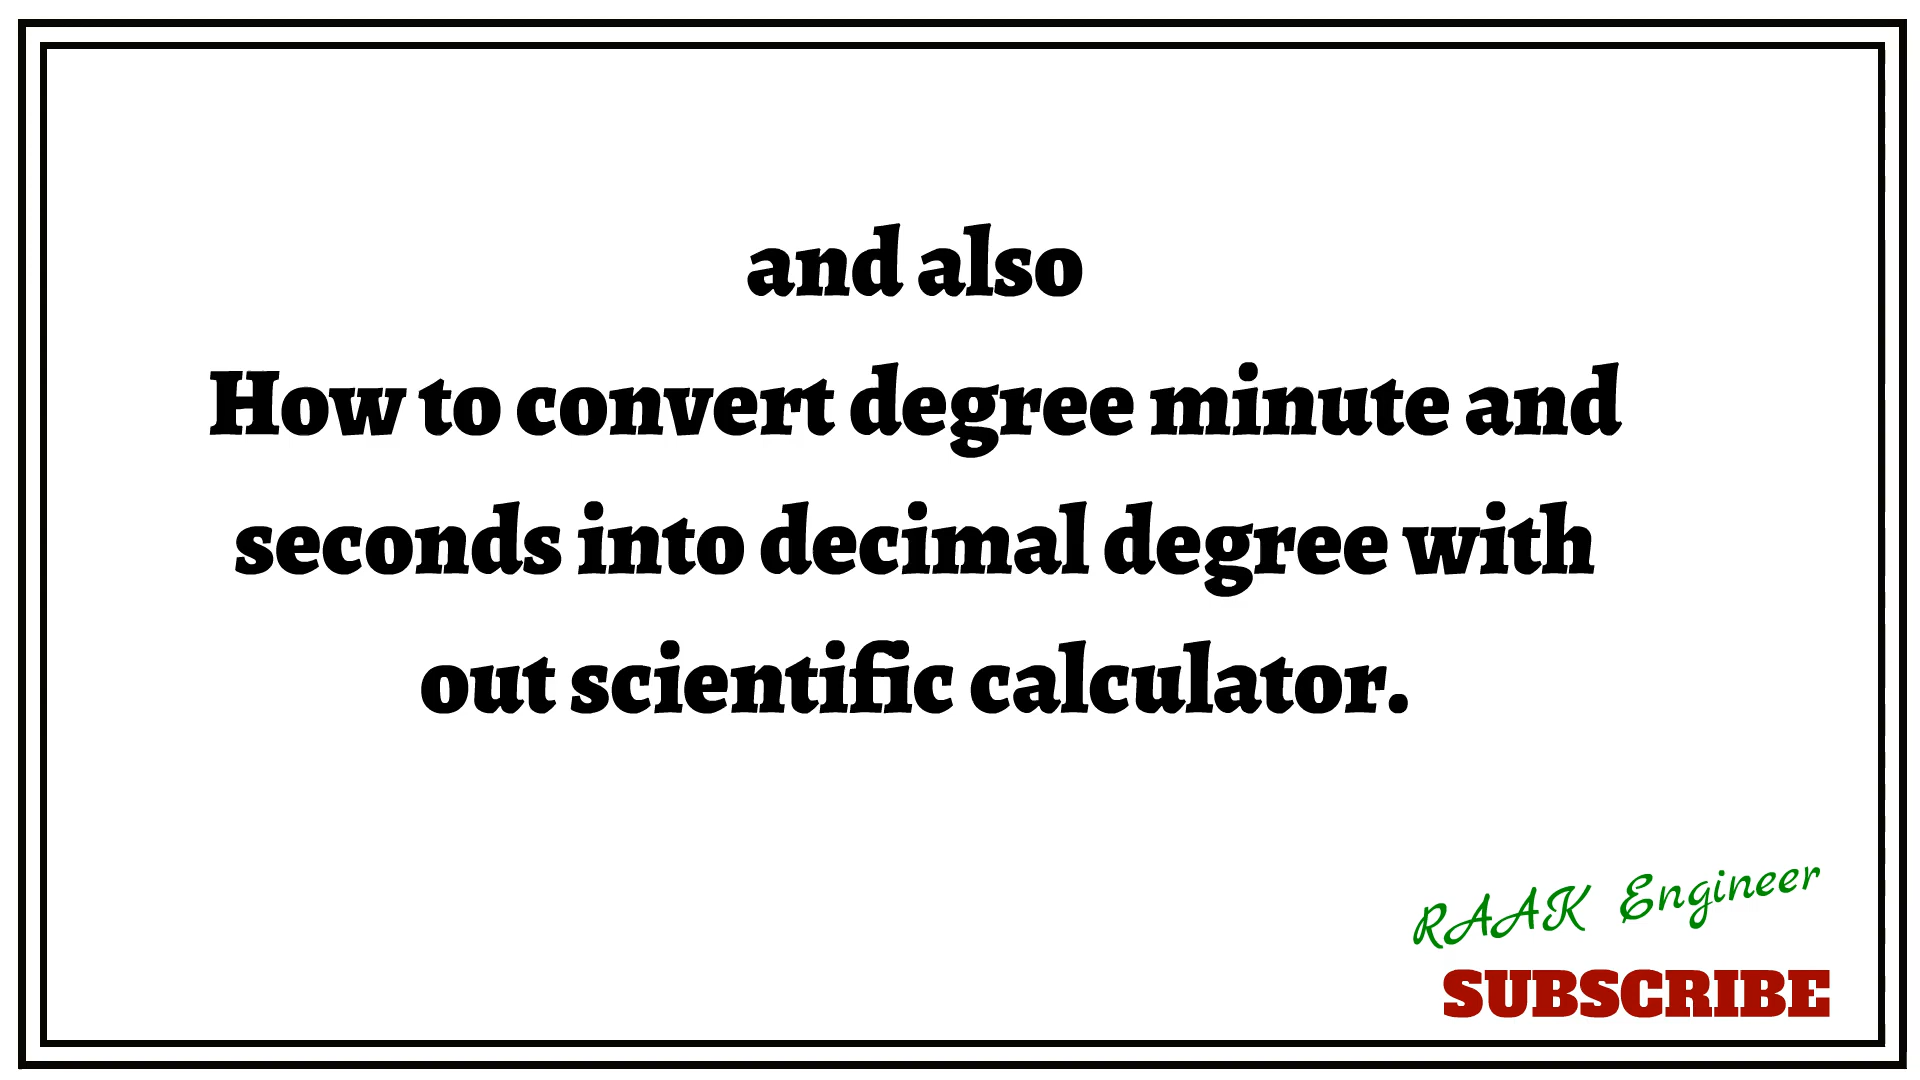 and also
How to convert degree minute and
seconds into decimal degree with
out scientific calculator.
RAAK Engineer
SUBSCRIBE